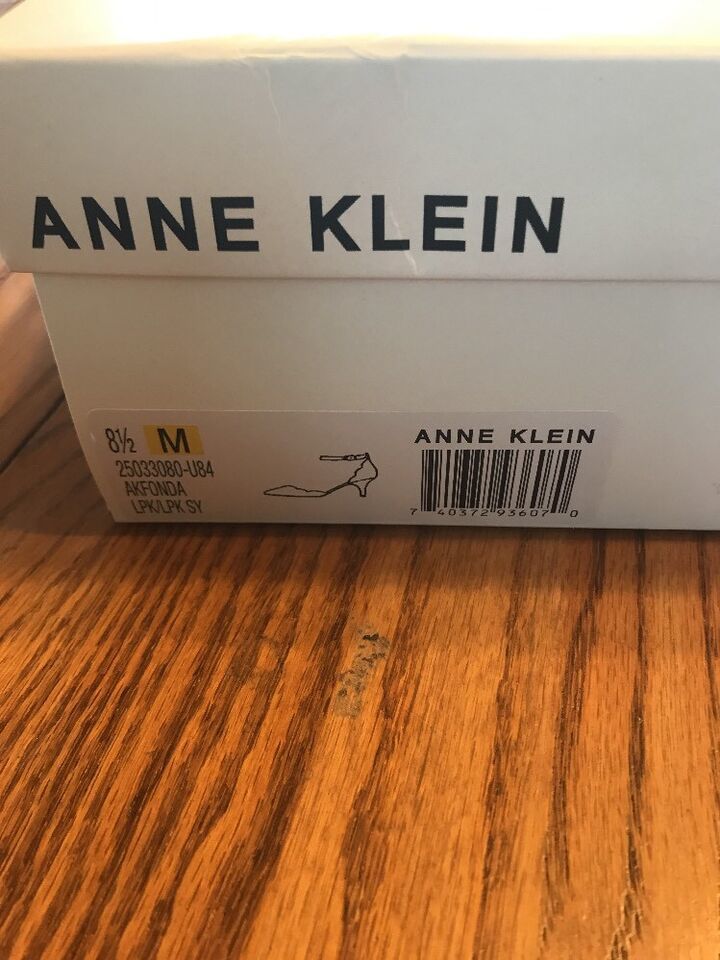 ANNE KLEIN
8½ M
25033080-U84
AKFONDA
LPK/LPK SY
ANNE KLEIN
7 40372 93607 0